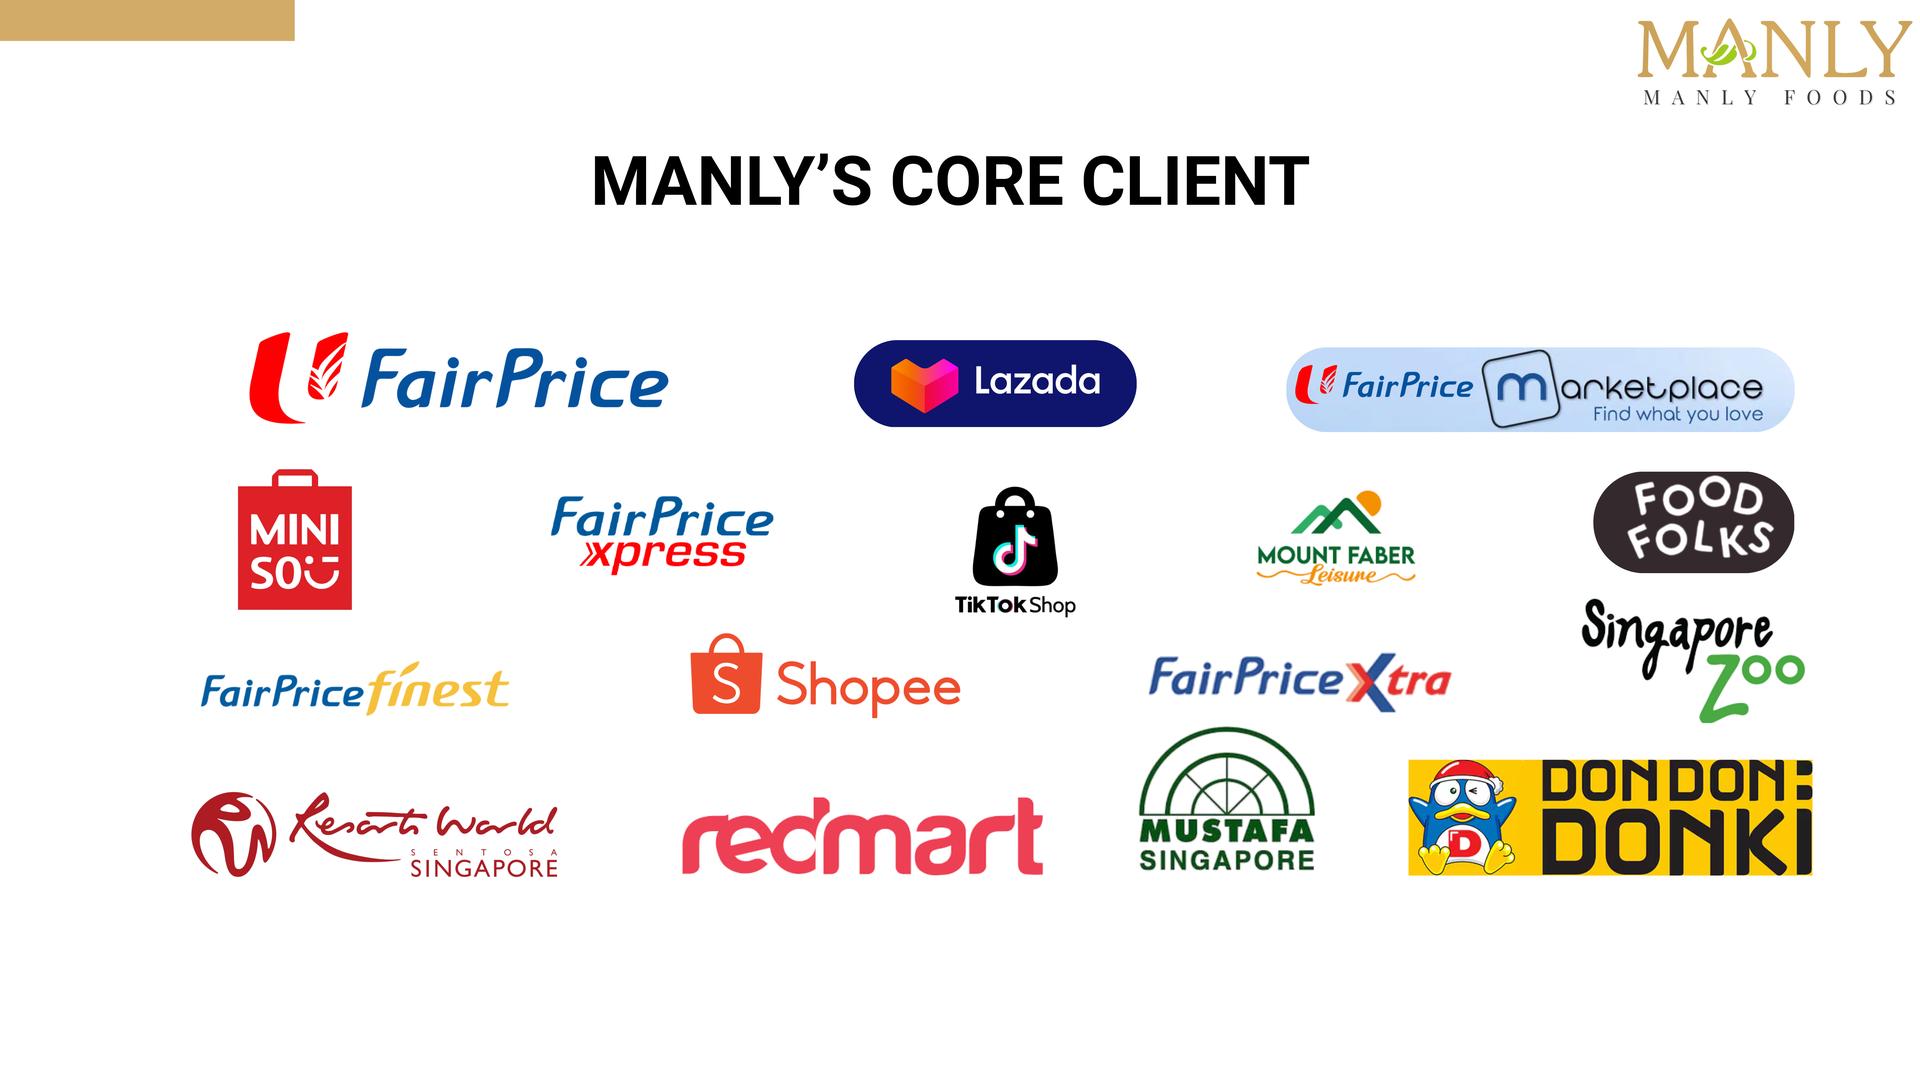 MANLY
MANLY FOODS
MANLY’S CORE CLIENT
FairPrice
Lazada
FairPrice marketplace
Find what you love
MINI
SO
FairPrice
xpress
TikTok Shop
MOUNT FABER
Leisure
FOOD
FOLKS
FairPrice finest
S Shopee
FairPrice Xtra
Singapore
Zoo
Resorts World
SENTOSA
SINGAPORE
redmart
MUSTAFA
SINGAPORE
D
DON DON:
DONKI